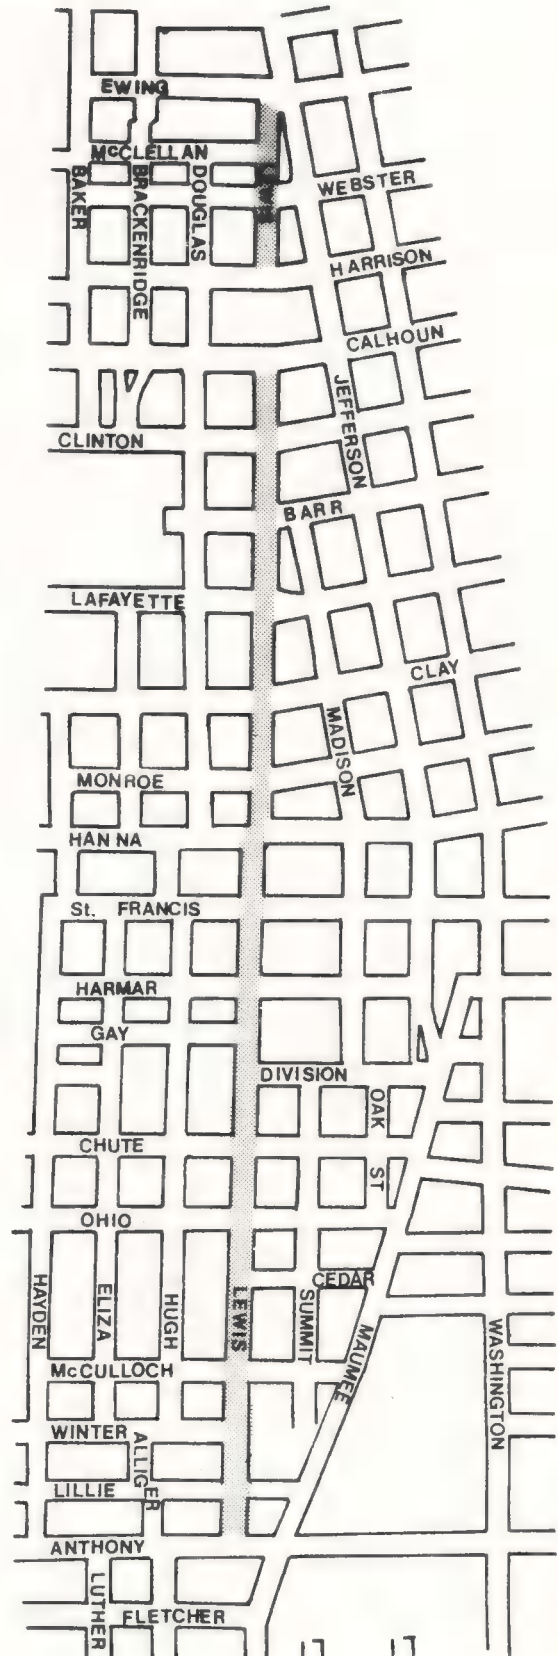 EWING
McCLELLAN
BAKER
BRACKENRIDGE
DOUGLAS
LEWIS
WEBSTER
HARRISON
CALHOUN
JEFFERSON
CLINTON
BARR
LAFAYETTE
CLAY
MADISON
MONROE
HANNA
St. FRANCIS
HARMAR
GAY
DIVISION
OAK ST
CHUTE
OHIO
CEDAR
HAYDEN
ELIZA
HUGH
LEWIS
SUMMIT
MAUMEE
WASHINGTON
McCULLOCH
WINTER
ALLIGER
LILLIE
ANTHONY
LUTHER
FLETCHER